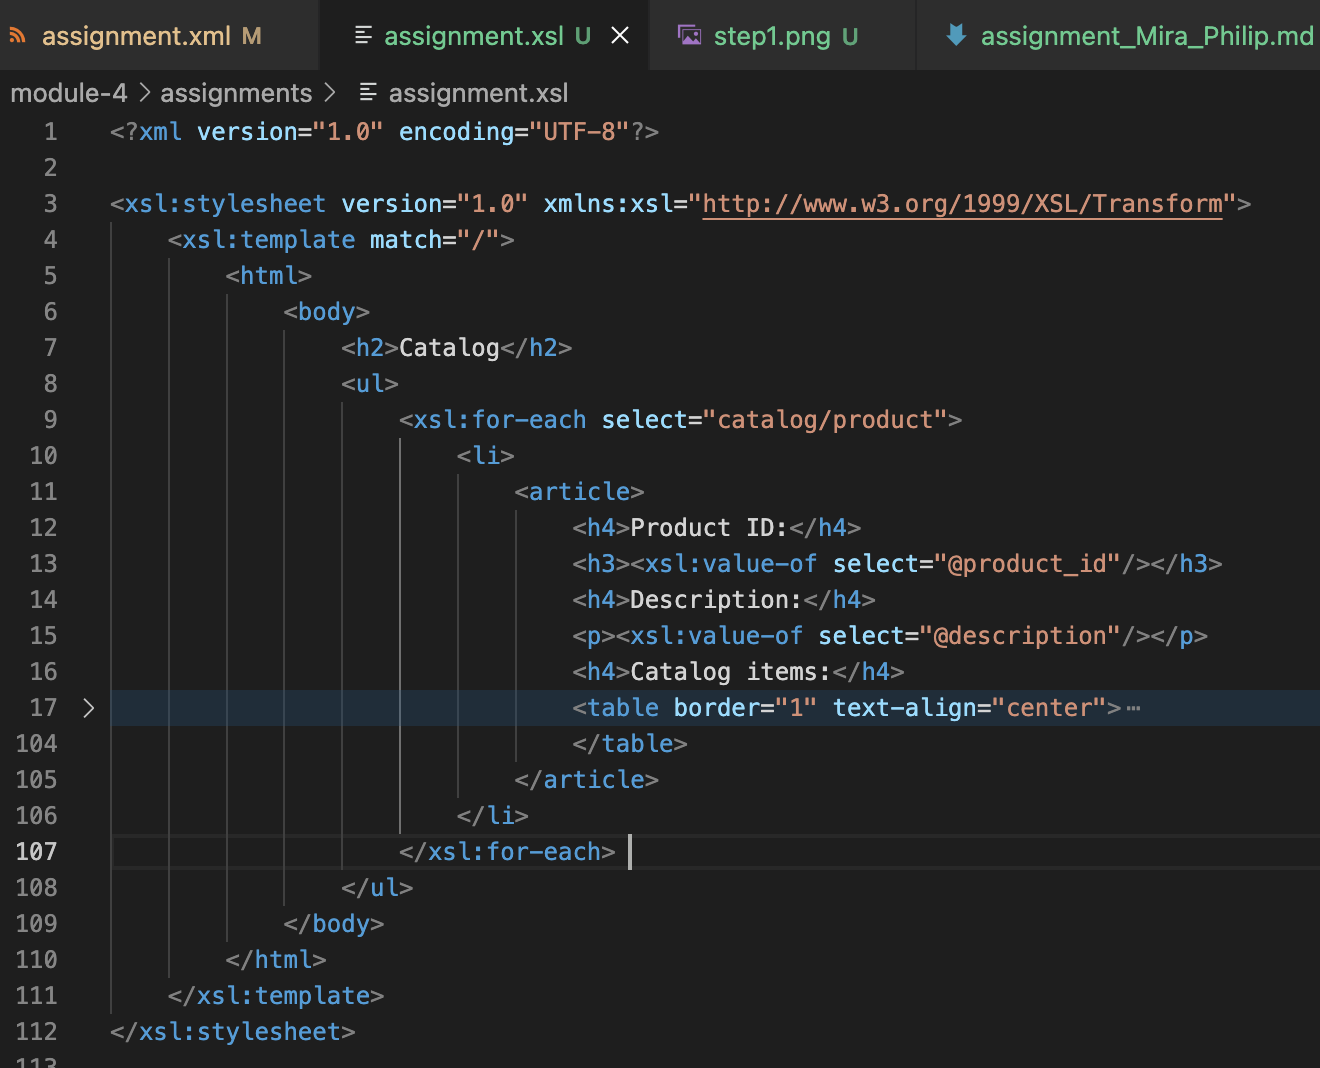 assignment.xml M assignment.xsl U step1.png U assignment_Mira_Philip.md
module-4 > assignments > assignment.xsl
1 <?xml version="1.0" encoding="UTF-8"?>
2
3 <xsl:stylesheet version="1.0" xmlns:xsl="http://www.w3.org/1999/XSL/Transform">
4 <xsl:template match="/">
5 <html>
6 <body>
7 <h2>Catalog</h2>
8 <ul>
9 <xsl:for-each select="catalog/product">
10 <li>
11 <article>
12 <h4>Product ID:</h4>
13 <h3><xsl:value-of select="@product_id"/></h3>
14 <h4>Description:</h4>
15 <p><xsl:value-of select="@description"/></p>
16 <h4>Catalog items:</h4>
17 <table border="1" text-align="center">…
104 </table>
105 </article>
106 </li>
107 </xsl:for-each>
108 </ul>
109 </body>
110 </html>
111 </xsl:template>
112 </xsl:stylesheet>
113